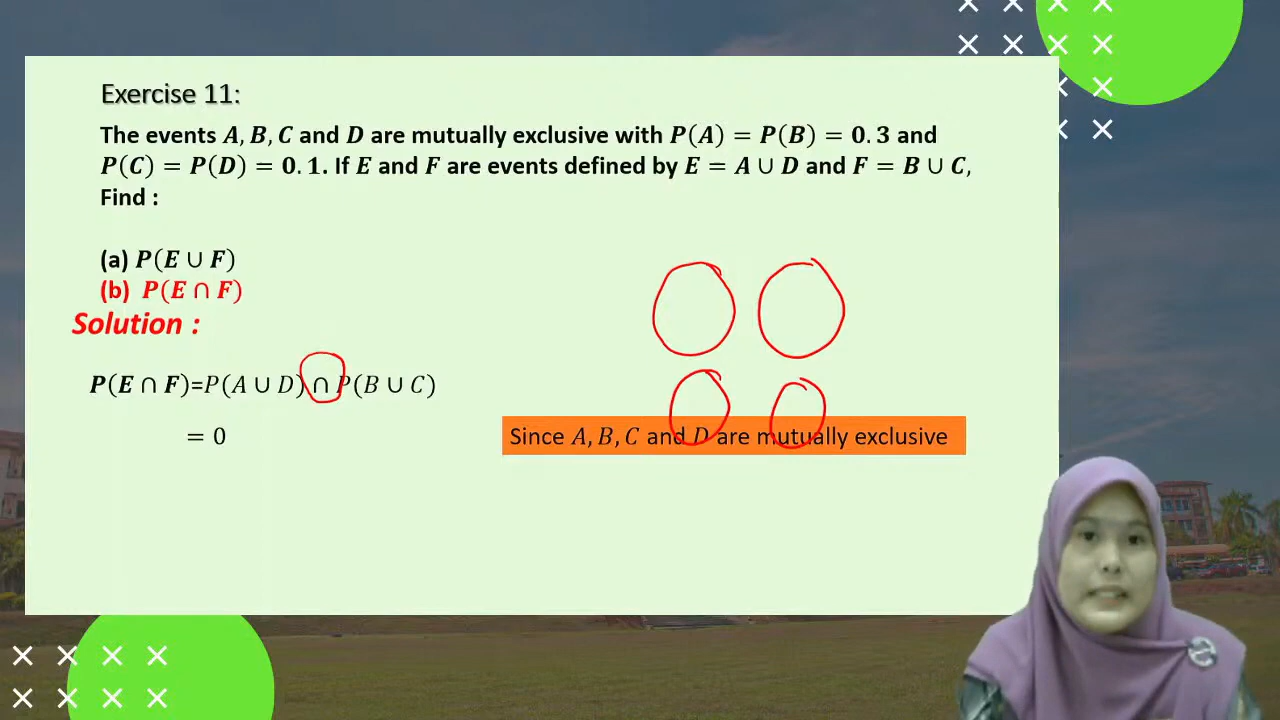 Exercise 11:
The events A, B, C and D are mutually exclusive with P(A) = P(B) = 0.3 and
P(C) = P(D) = 0.1. If E and F are events defined by E = A ∪ D and F = B ∪ C,
Find :
(a) P(E ∪ F)
(b) P(E ∩ F)
Solution :
P(E ∩ F)=P(A ∪ D) ∩ P(B ∪ C)
= 0
Since A, B, C and D are mutually exclusive